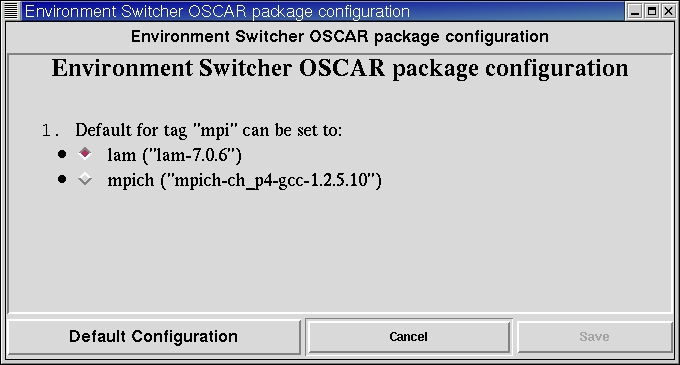 Environment Switcher OSCAR package configuration
Environment Switcher OSCAR package configuration
Environment Switcher OSCAR package configuration
1. Default for tag "mpi" can be set to:
lam ("lam-7.0.6")
mpich ("mpich-ch_p4-gcc-1.2.5.10")
Default Configuration Cancel Save